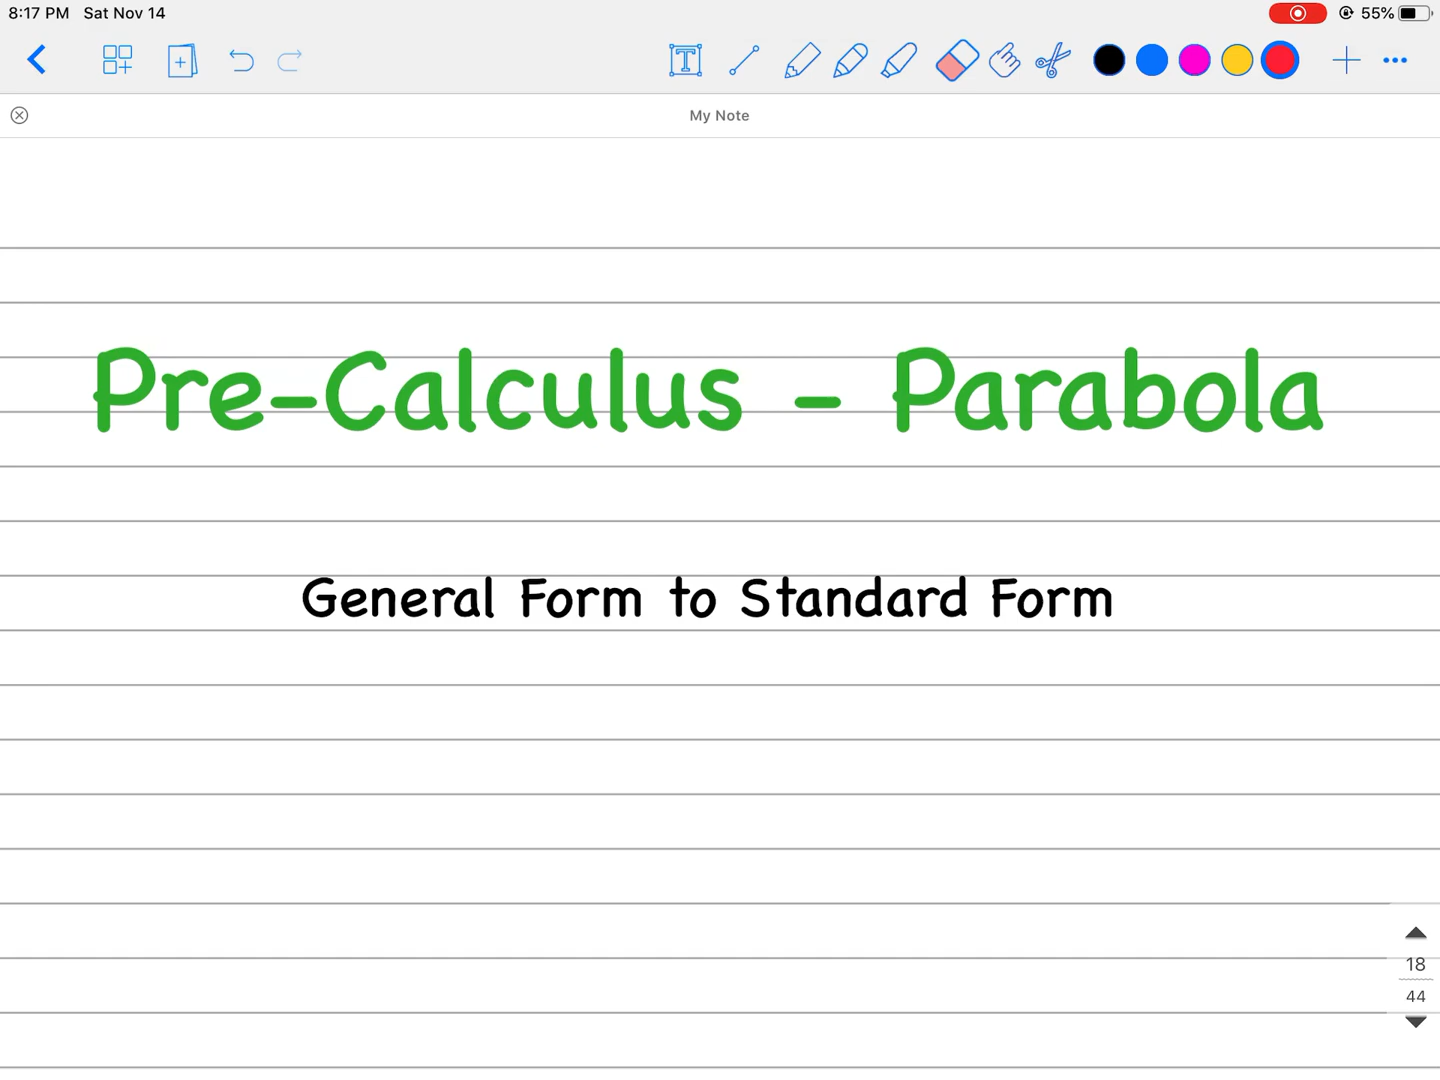 8:17 PM Sat Nov 14 55%
T
My Note
Pre-Calculus - Parabola
General Form to Standard Form
18
44